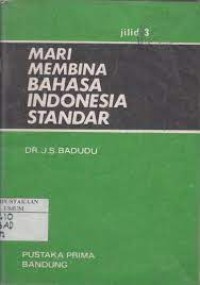 jilid 3
MARI
MEMBINA
BAHASA
INDONESIA
STANDAR
DR. J.S. BADUDU
PUSTAKA PRIMA
BANDUNG